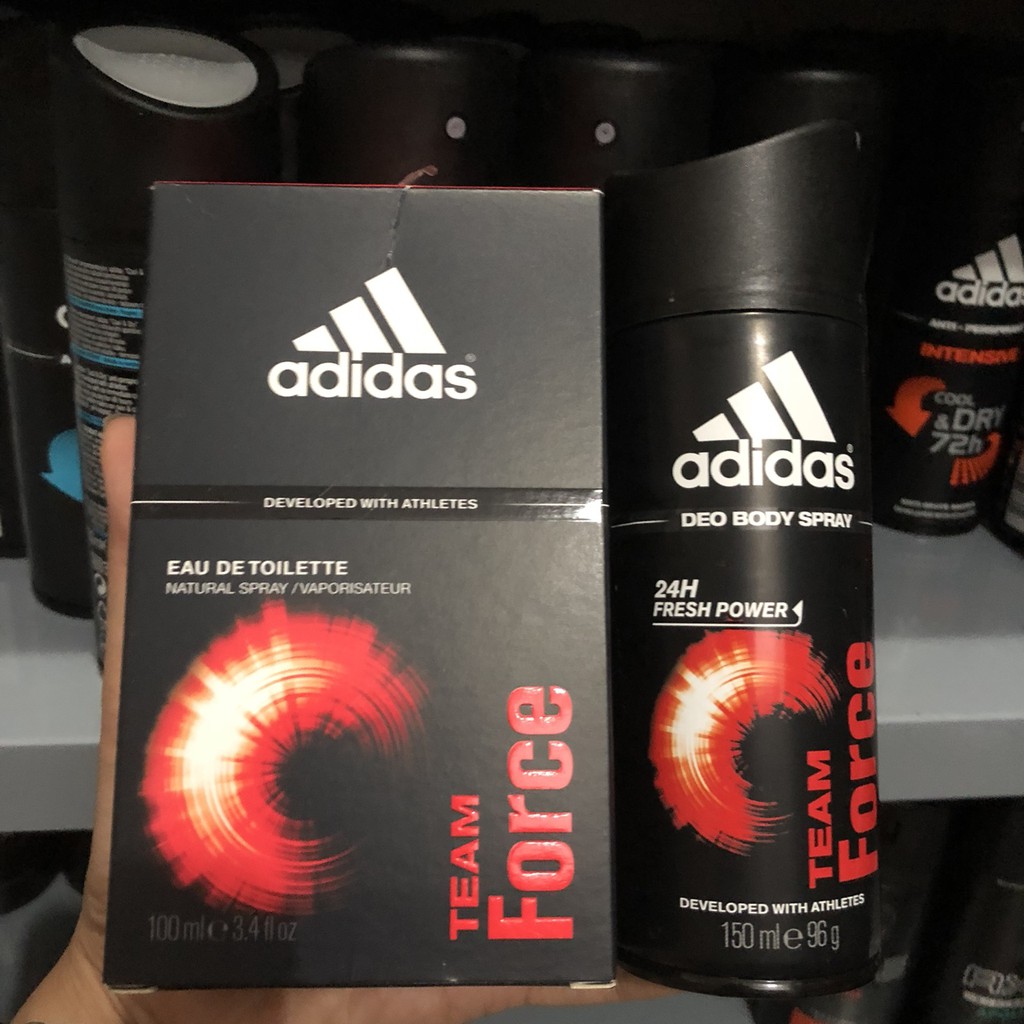 adidas
DEVELOPED WITH ATHLETES
EAU DE TOILETTE
NATURAL SPRAY / VAPORISATEUR
TEAM
Force
100 ml e 3.4 fl oz
adidas®
DEO BODY SPRAY
24H
FRESH POWER
TEAM
Force
DEVELOPED WITH ATHLETES
150 ml e 96 g
adidas
ANTI-PERSPIRANT
INTENSIVE
COOL
& DRY
72h